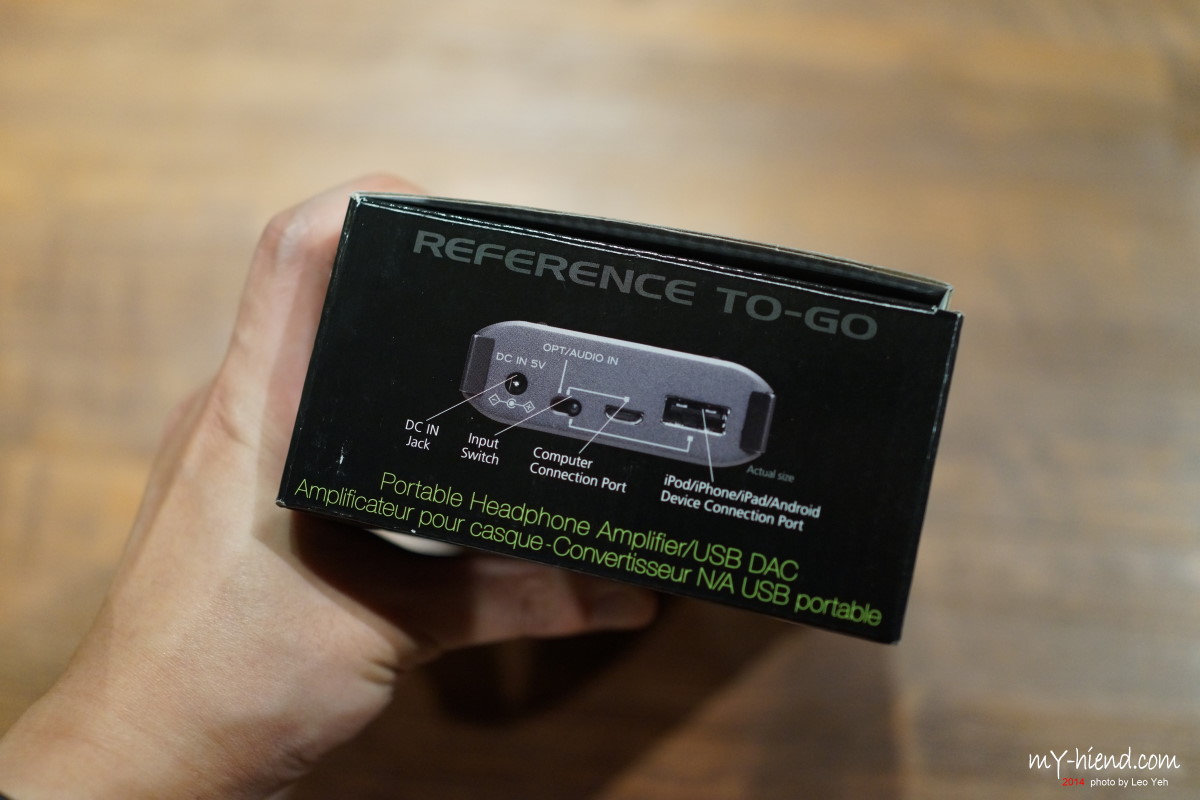 REFERENCE TO-GO
OPT/AUDIO IN
DC IN 5V
DC IN
Jack
Input
Switch
Computer
Connection Port
Actual size
iPod/iPhone/iPad/Android
Device Connection Port
Portable Headphone Amplifier/USB DAC
Amplificateur pour casque-Convertisseur N/A USB portable
mY-hiend.com
2014 photo by Leo Yeh